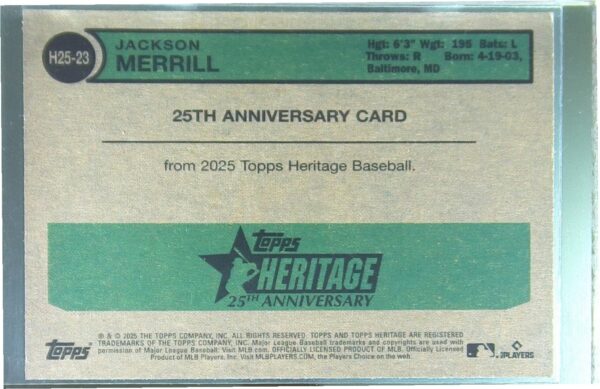 H25-23
JACKSON
MERRILL
Hgt: 6'3" Wgt: 195 Bats: L
Throws: R Born: 4-19-03,
Baltimore, MD
25TH ANNIVERSARY CARD
from 2025 Topps Heritage Baseball.
Topps
HERITAGE
25TH ANNIVERSARY
Topps
® & © 2025 THE TOPPS COMPANY, INC. ALL RIGHTS RESERVED. TOPPS AND TOPPS HERITAGE ARE REGISTERED
TRADEMARKS OF THE TOPPS COMPANY, INC. Major League Baseball trademarks and copyrights are used with
permission of Major League Baseball. Visit MLB.com. OFFICIALLY LICENSED PRODUCT OF MLB. Officially Licensed
Product of MLB Players, Inc. Visit MLBPLAYERS.com, the Players Choice on the web.
PLAYERS